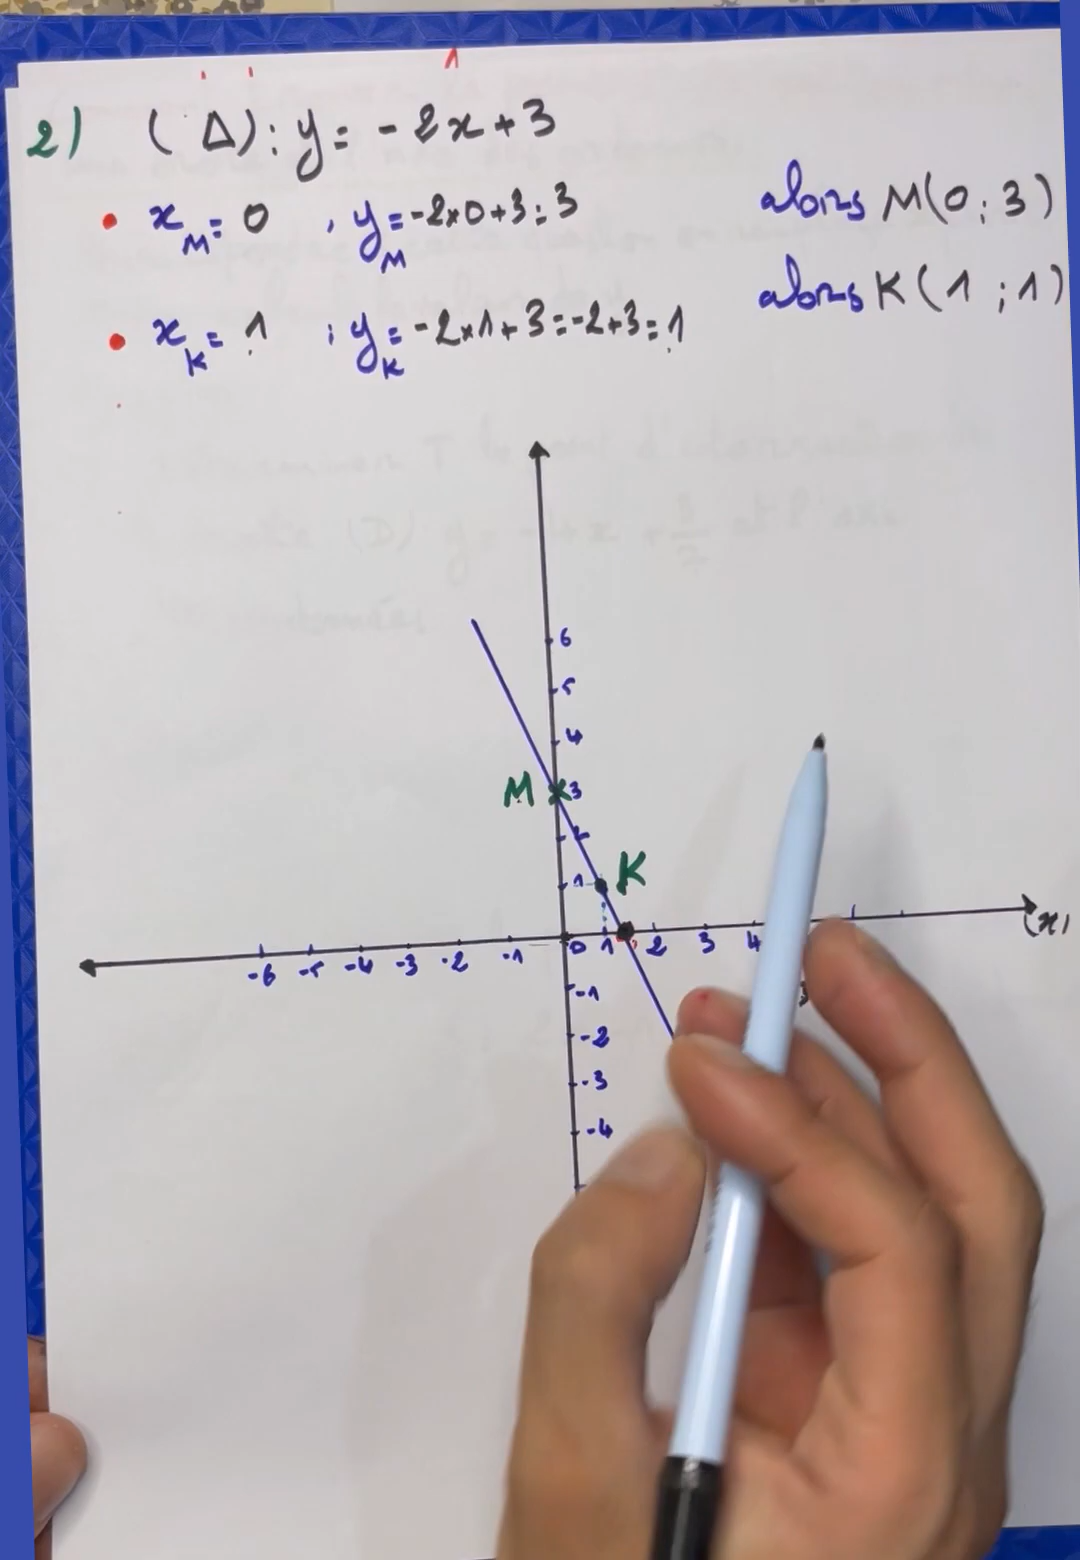 2) (Δ): y = -2x+3
• x_M = 0 , y_M = -2×0+3 = 3 alors M(0;3)
• x_K = 1 ; y_K = -2×1+3 = -2+3 = 1 alors K(1;1)
6
5
4
M 3
2
1 K
-6 -5 -4 -3 -2 -1 0 1 2 3 4 (x)
-1
-2
-3
-4